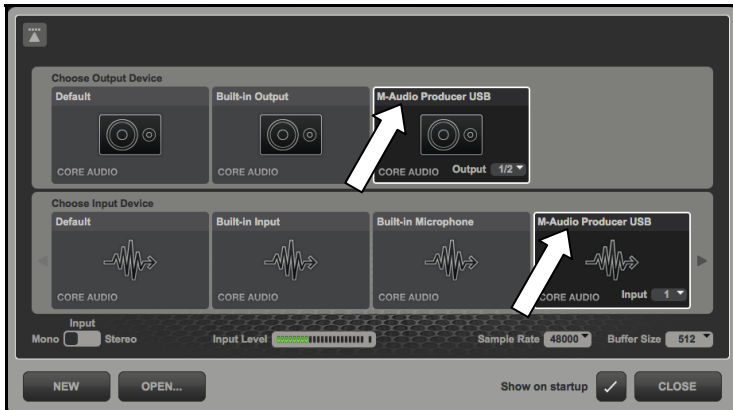 Choose Output Device
Default
Built-in Output
M-Audio Producer USB
CORE AUDIO
CORE AUDIO
CORE AUDIO
Output 1/2
Choose Input Device
Default
Built-in Input
Built-in Microphone
M-Audio Producer USB
CORE AUDIO
CORE AUDIO
CORE AUDIO
CORE AUDIO
Input 1
Input
Mono Stereo
Input Level
Sample Rate 48000
Buffer Size 512
NEW
OPEN...
Show on startup
CLOSE